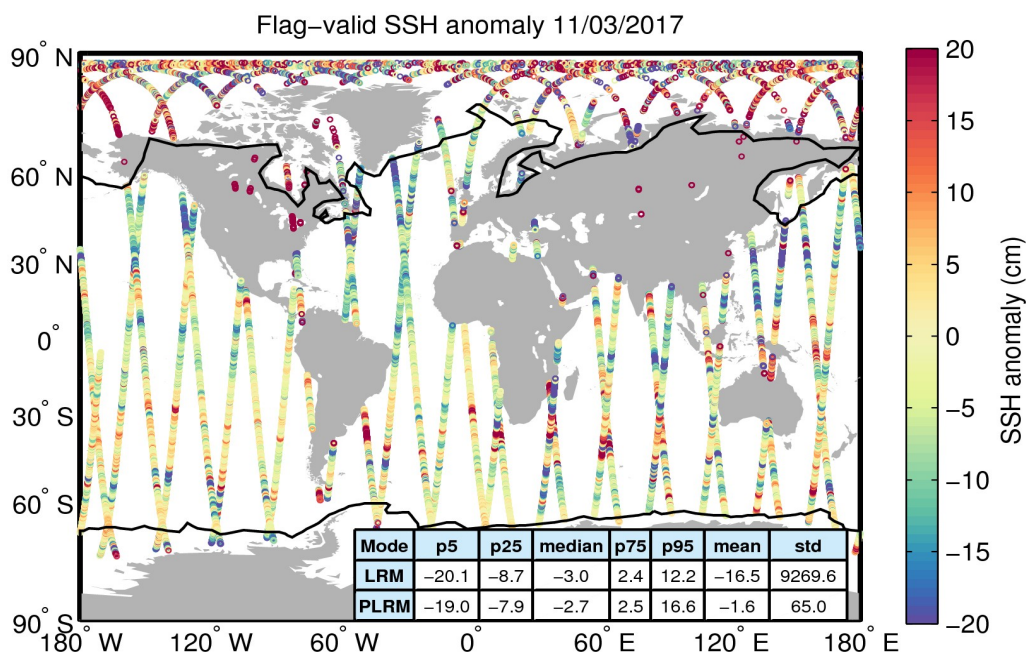 Flag−valid SSH anomaly 11/03/2017
90° N
60° N
30° N
0°
30° S
60° S
90° S
180° W 120° W 60° W 0° 60° E 120° E 180° E
Mode p5 p25 median p75 p95 mean std
LRM −20.1 −8.7 −3.0 2.4 12.2 −16.5 9269.6
PLRM −19.0 −7.9 −2.7 2.5 16.6 −1.6 65.0
20
15
10
5
0
−5
−10
−15
−20
SSH anomaly (cm)